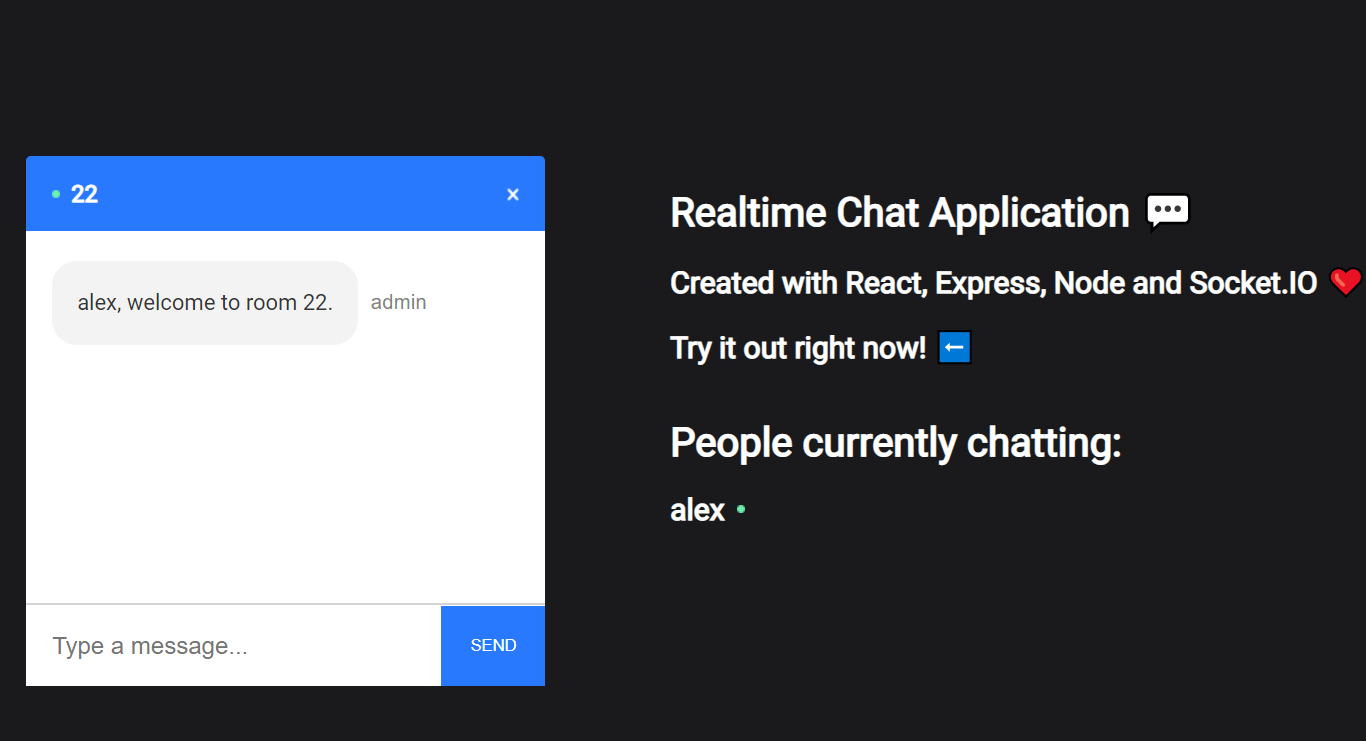 22
×
alex, welcome to room 22. admin
Type a message...
SEND
Realtime Chat Application 💬
Created with React, Express, Node and Socket.IO ❤️
Try it out right now! ⬅️
People currently chatting:
alex